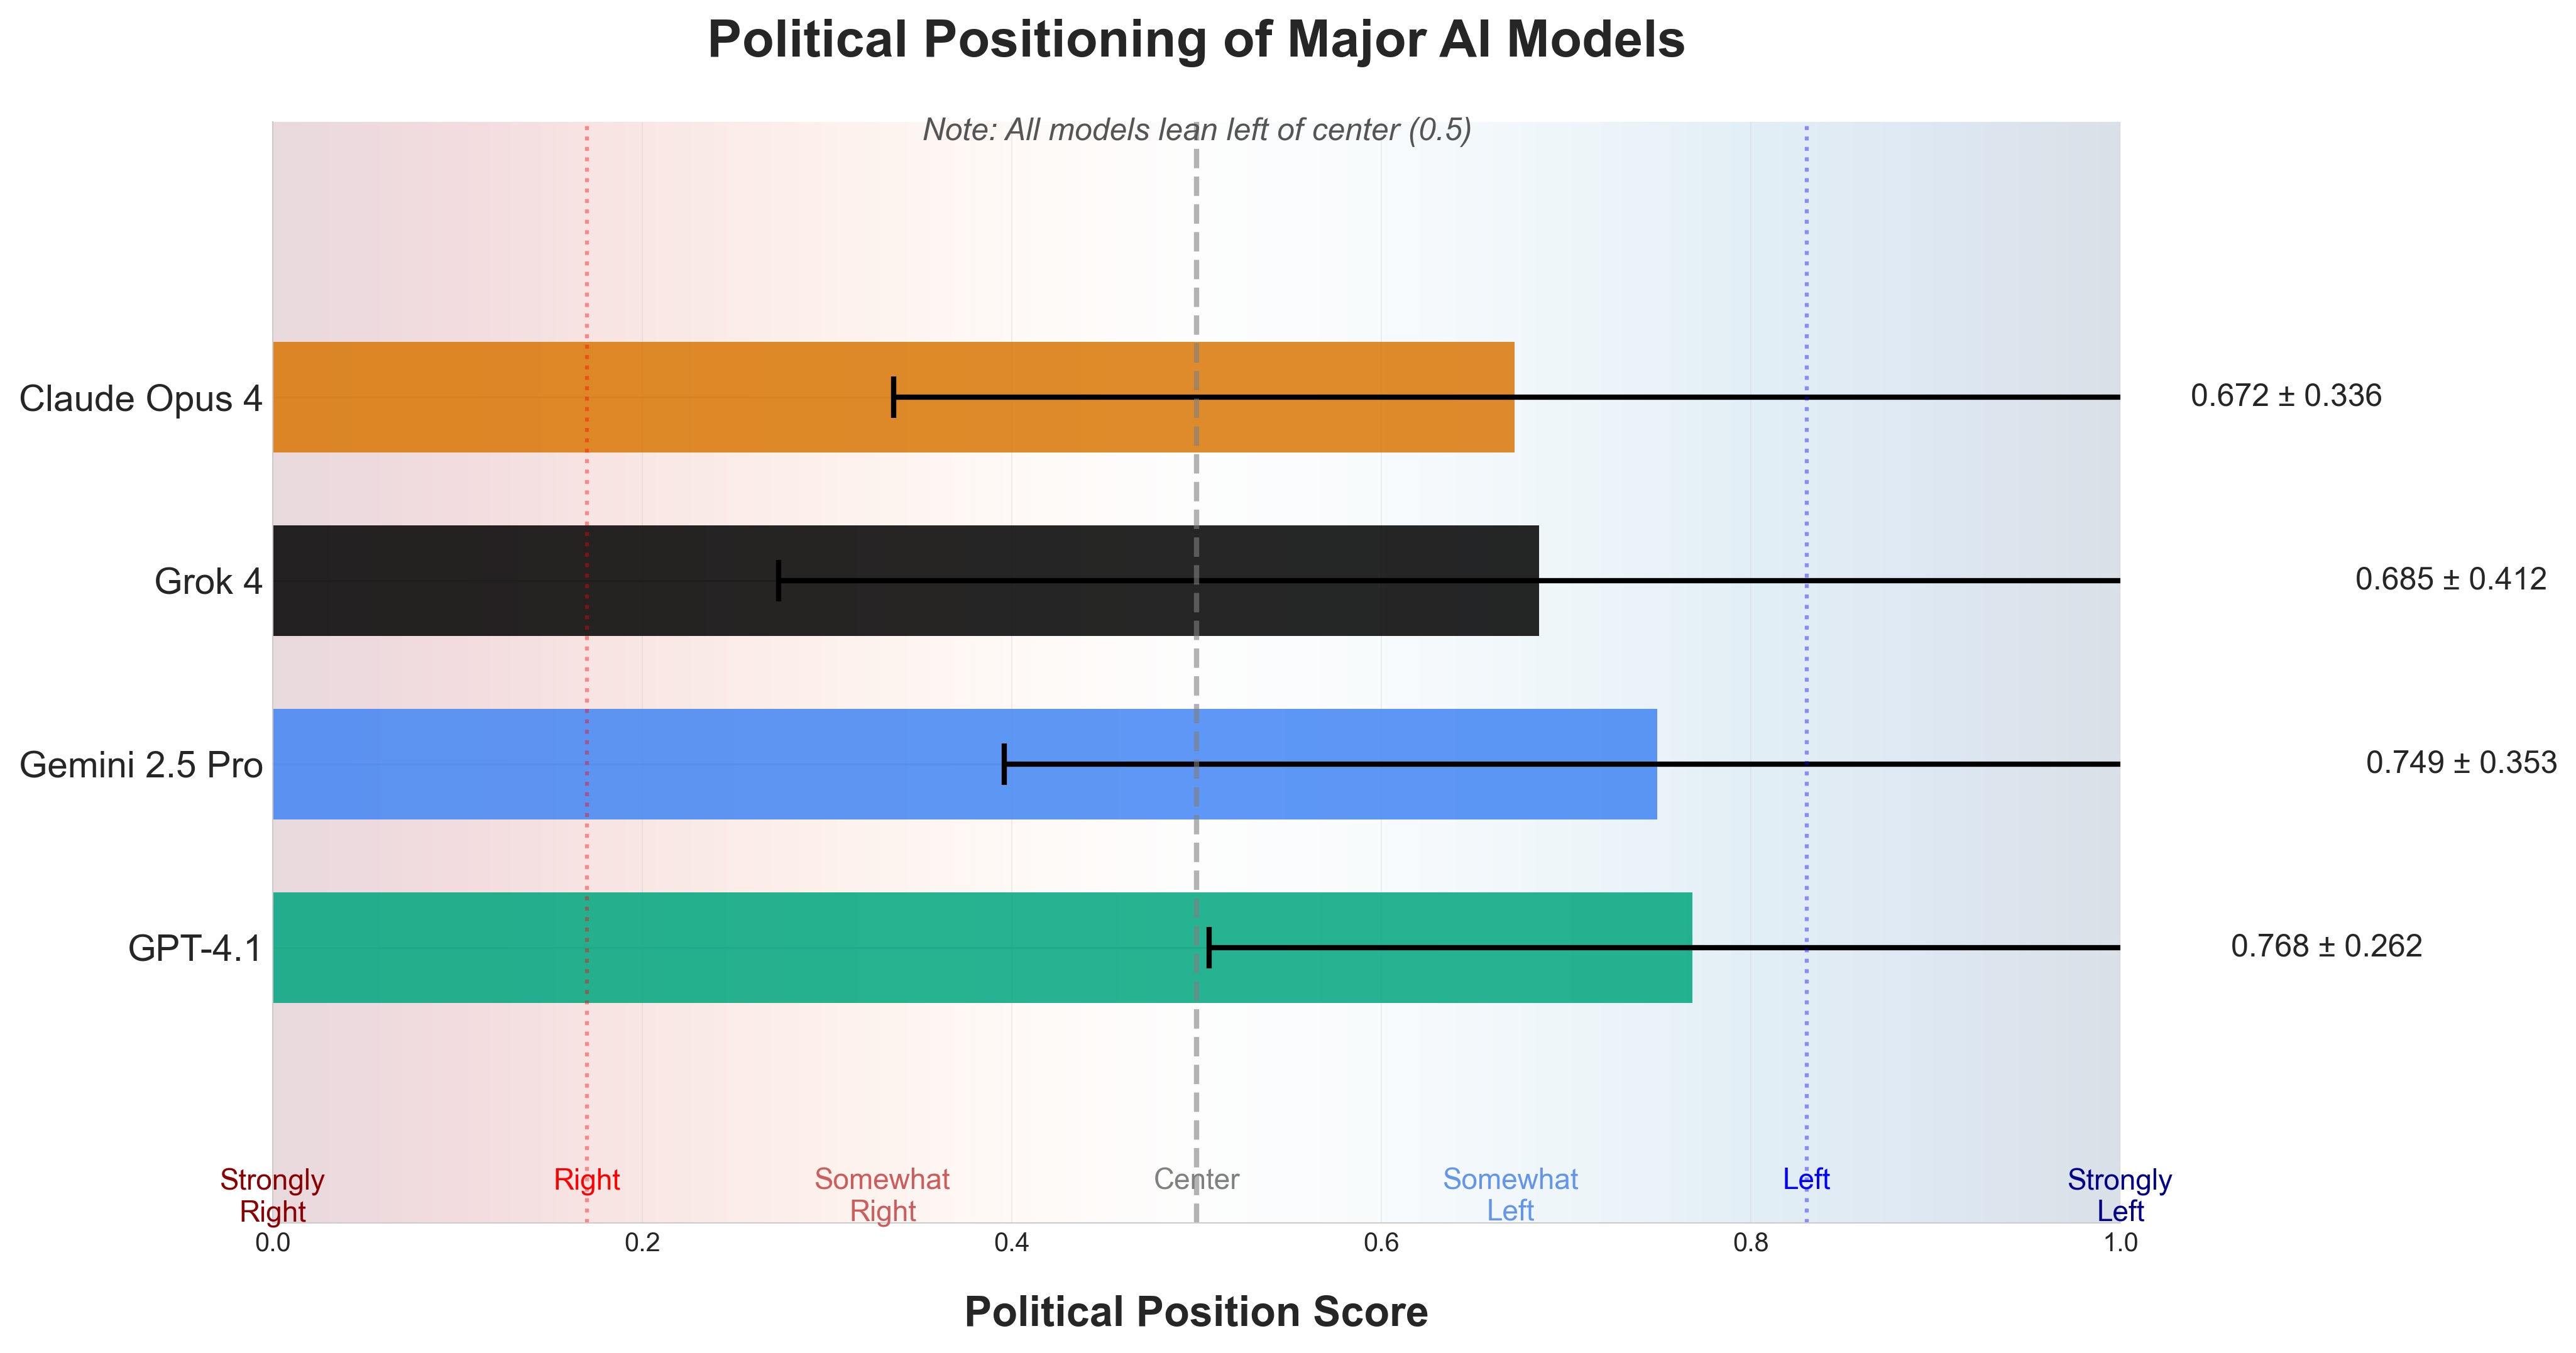 Political Positioning of Major AI Models
Note: All models lean left of center (0.5)
Claude Opus 4
0.672 ± 0.336
Grok 4
0.685 ± 0.412
Gemini 2.5 Pro
0.749 ± 0.353
GPT-4.1
0.768 ± 0.262
Strongly
Right
Right
Somewhat
Right
Center
Somewhat
Left
Left
Strongly
Left
0.0
0.2
0.4
0.6
0.8
1.0
Political Position Score